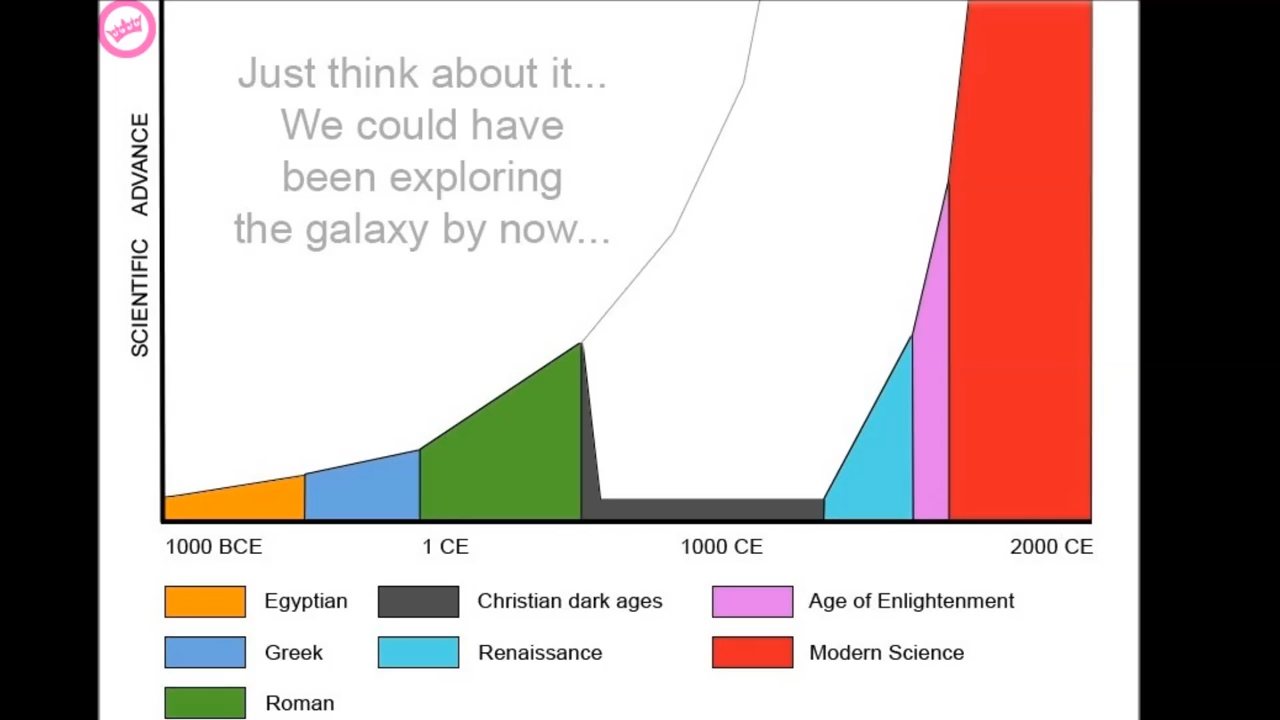 Just think about it...
We could have
been exploring
the galaxy by now...
SCIENTIFIC ADVANCE
1000 BCE 1 CE 1000 CE 2000 CE
Egyptian Christian dark ages Age of Enlightenment
Greek Renaissance Modern Science
Roman